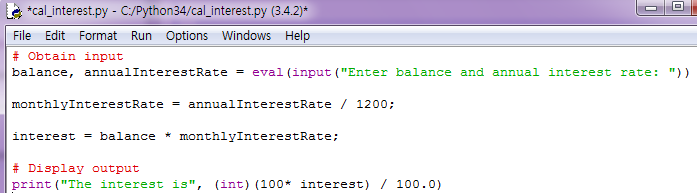 *cal_interest.py - C:/Python34/cal_interest.py (3.4.2)*
File Edit Format Run Options Windows Help
# Obtain input
balance, annualInterestRate = eval(input("Enter balance and annual interest rate: "))
monthlyInterestRate = annualInterestRate / 1200;
interest = balance * monthlyInterestRate;
# Display output
print("The interest is", (int)(100* interest) / 100.0)